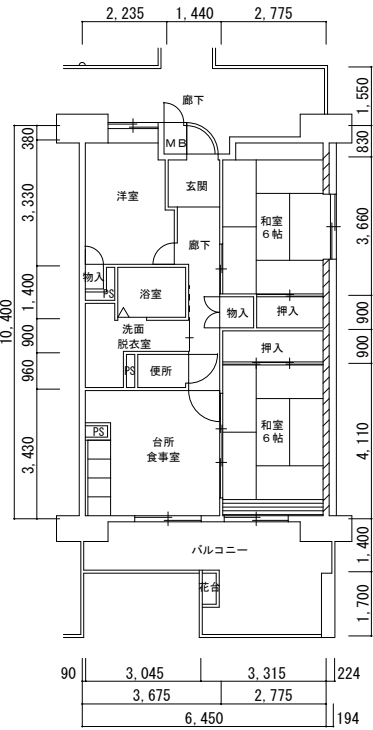 2,235
1,440
2,775
廊下
1,550
MB
380
830
玄関
洋室
和室
6帖
3,330
3,660
廊下
物入
PS
浴室
物入
押入
1,400
900
10,400
洗面
脱衣室
押入
900
900
PS
便所
960
和室
6帖
台所
食事室
PS
3,430
4,110
バルコニー
1,400
花台
1,700
90
3,045
3,315
224
3,675
2,775
6,450
194